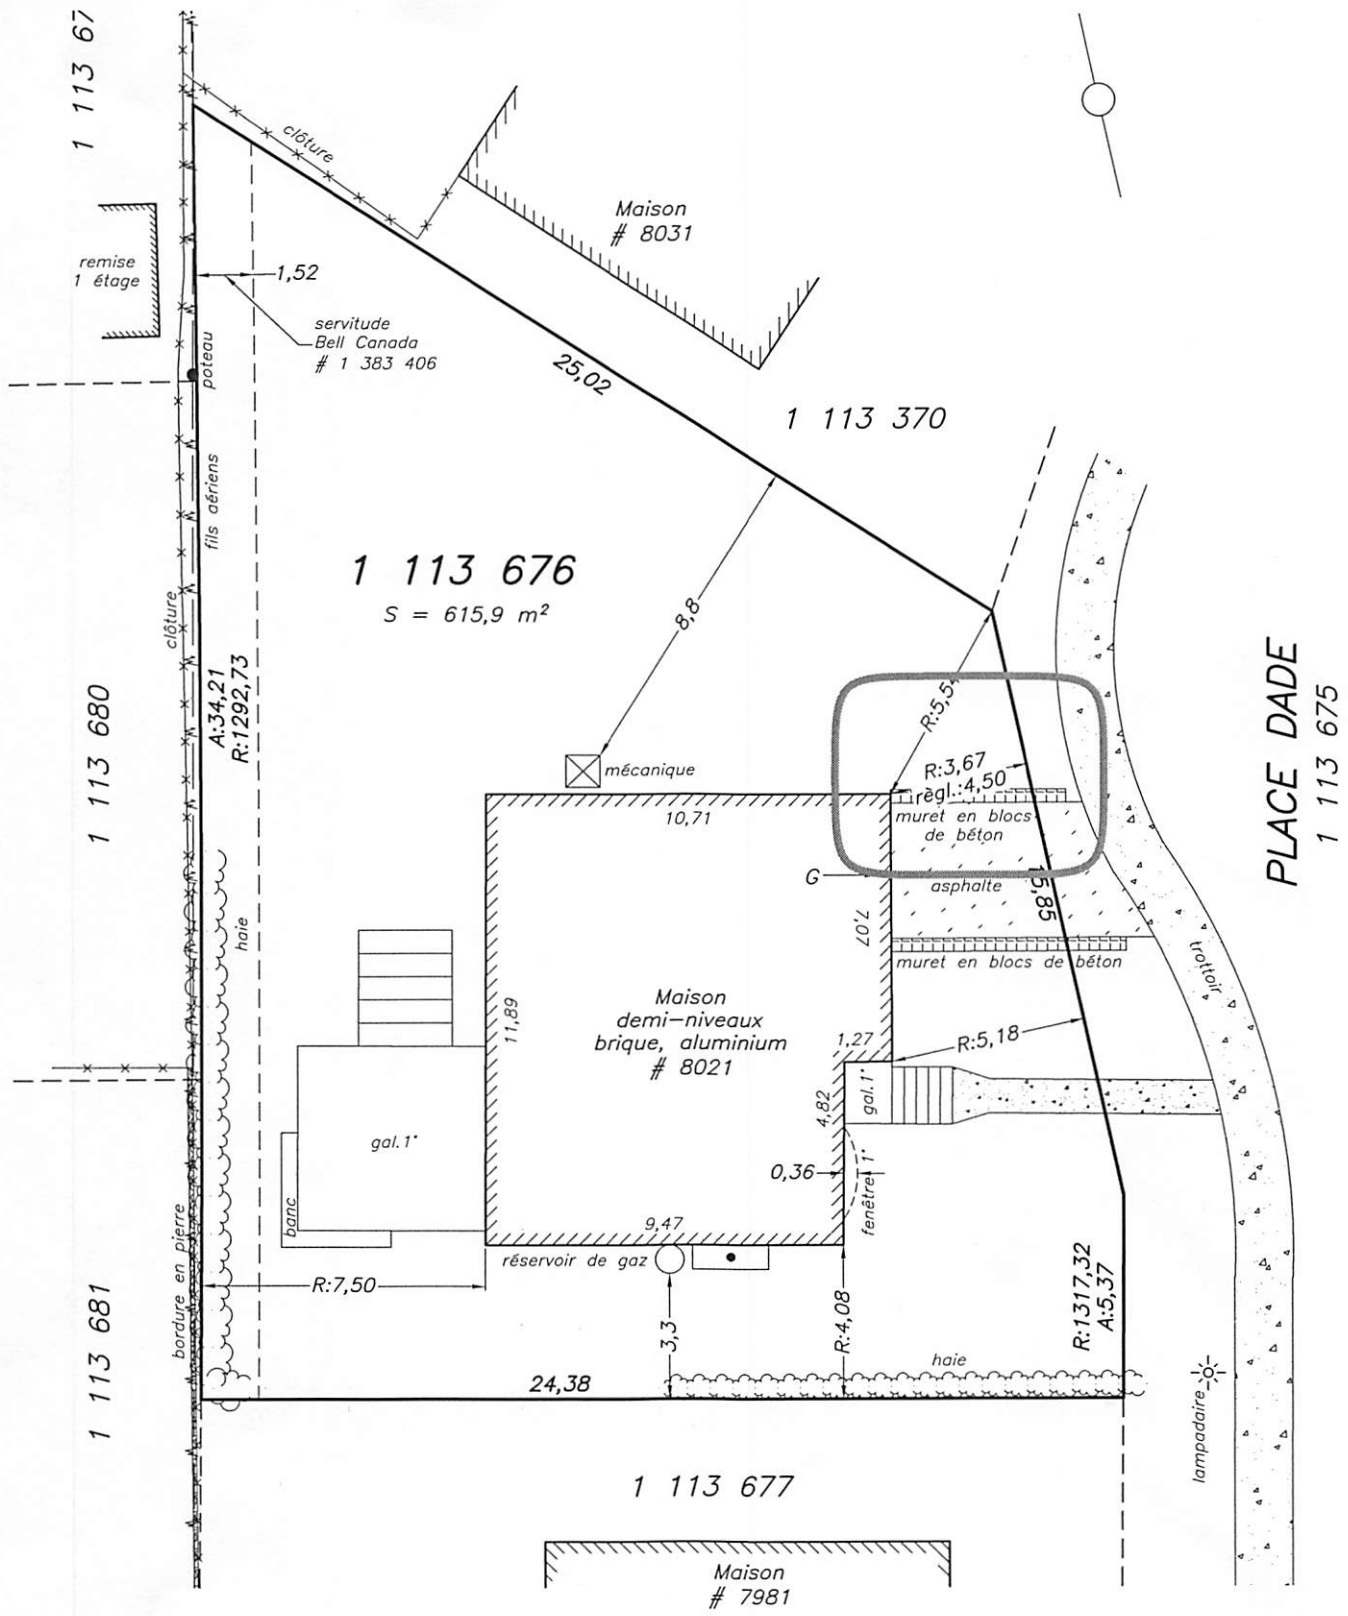 1 113 67
clôture
Maison
# 8031
remise
1 étage
1,52
servitude
Bell Canada
# 1 383 406
poteau
25,02
1 113 370
fils aériens
1 113 676
S = 615,9 m²
clôture
8,8
A:34,21
R:1292,73
1 113 680
R:5,54
PLACE DADE
1 113 675
mécanique
R:3,67
règl.:4,50
10,71
muret en blocs
de béton
G
asphalte
15,85
7,07
haie
muret en blocs de béton
trottoir
11,89
Maison
demi-niveaux
brique, aluminium
# 8021
1,27
R:5,18
4,82
gal.1°
gal.1°
0,36
fenêtre 1°
banc
9,47
bordure en pierre
réservoir de gaz
R:7,50
3,3
R:4,08
R:1317,32
A:5,37
1 113 681
haie
24,38
lampadaire
1 113 677
Maison
# 7981